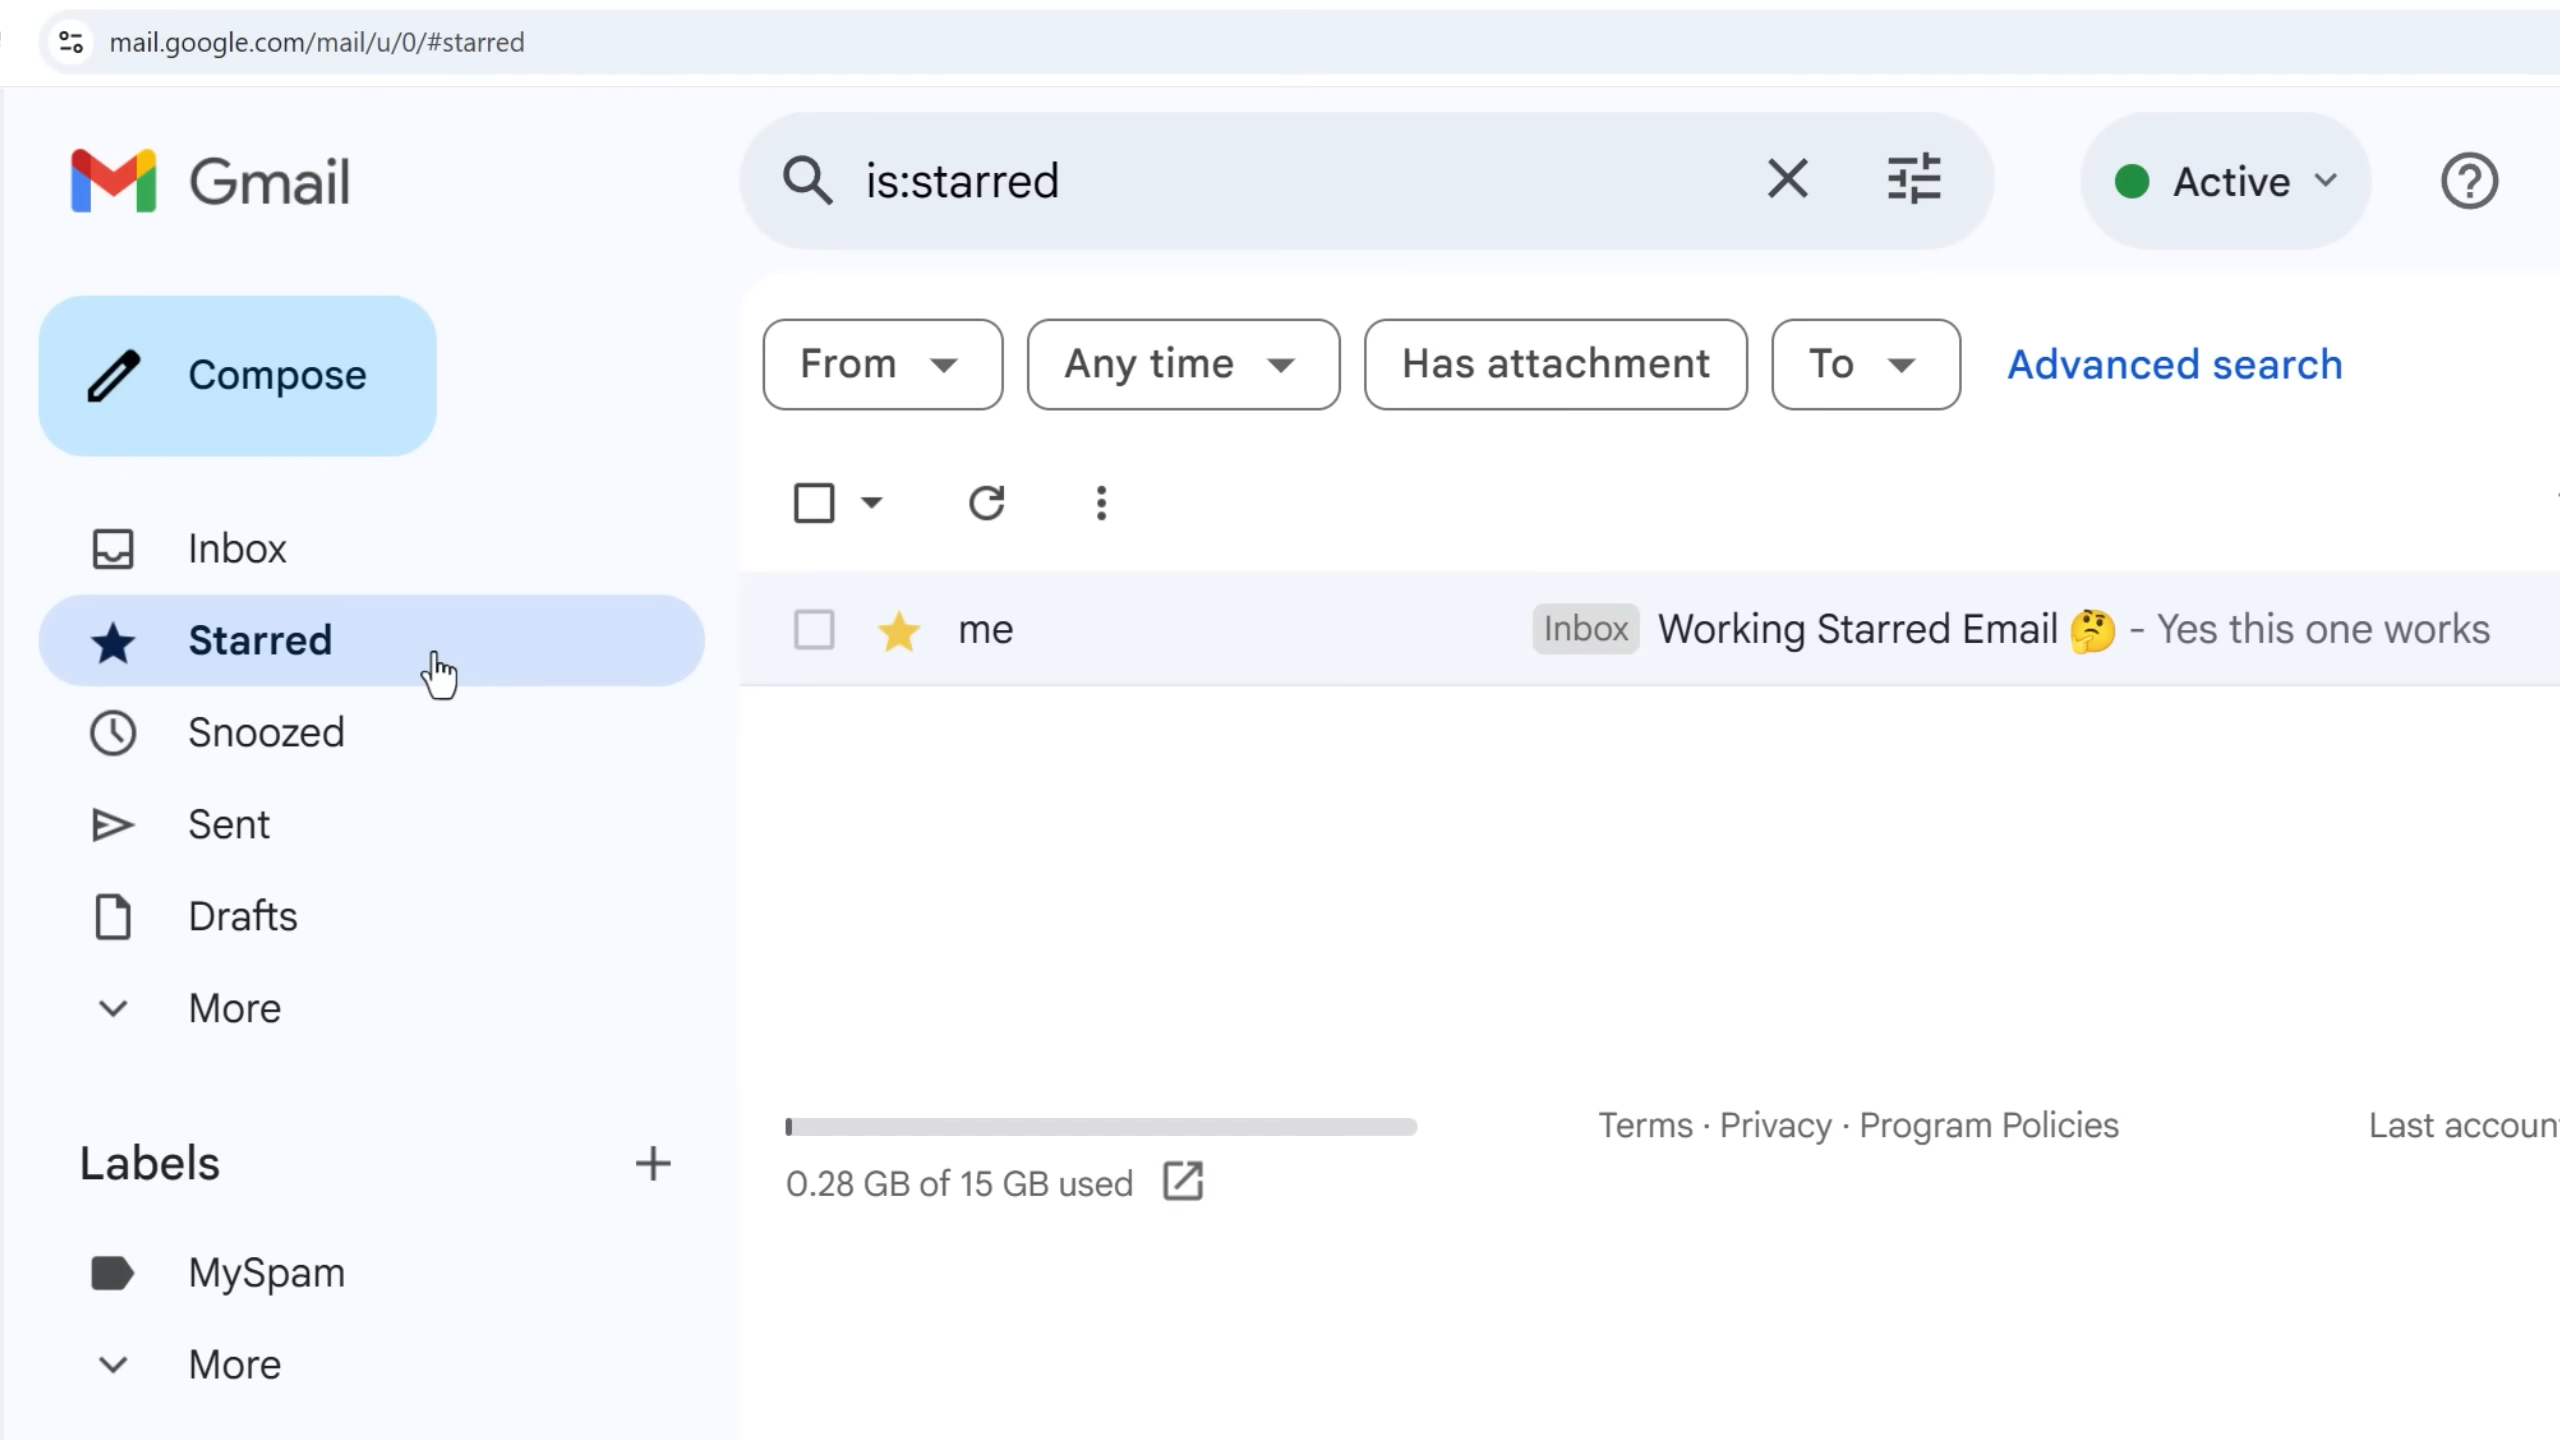 mail.google.com/mail/u/0/#starred
Gmail
is:starred
Active
Compose
From
Any time
Has attachment
To
Advanced search
Inbox
Starred
Snoozed
Sent
Drafts
More
me
Inbox
Working Starred Email 🤔 - Yes this one works
Labels
MySpam
More
0.28 GB of 15 GB used
Terms · Privacy · Program Policies
Last